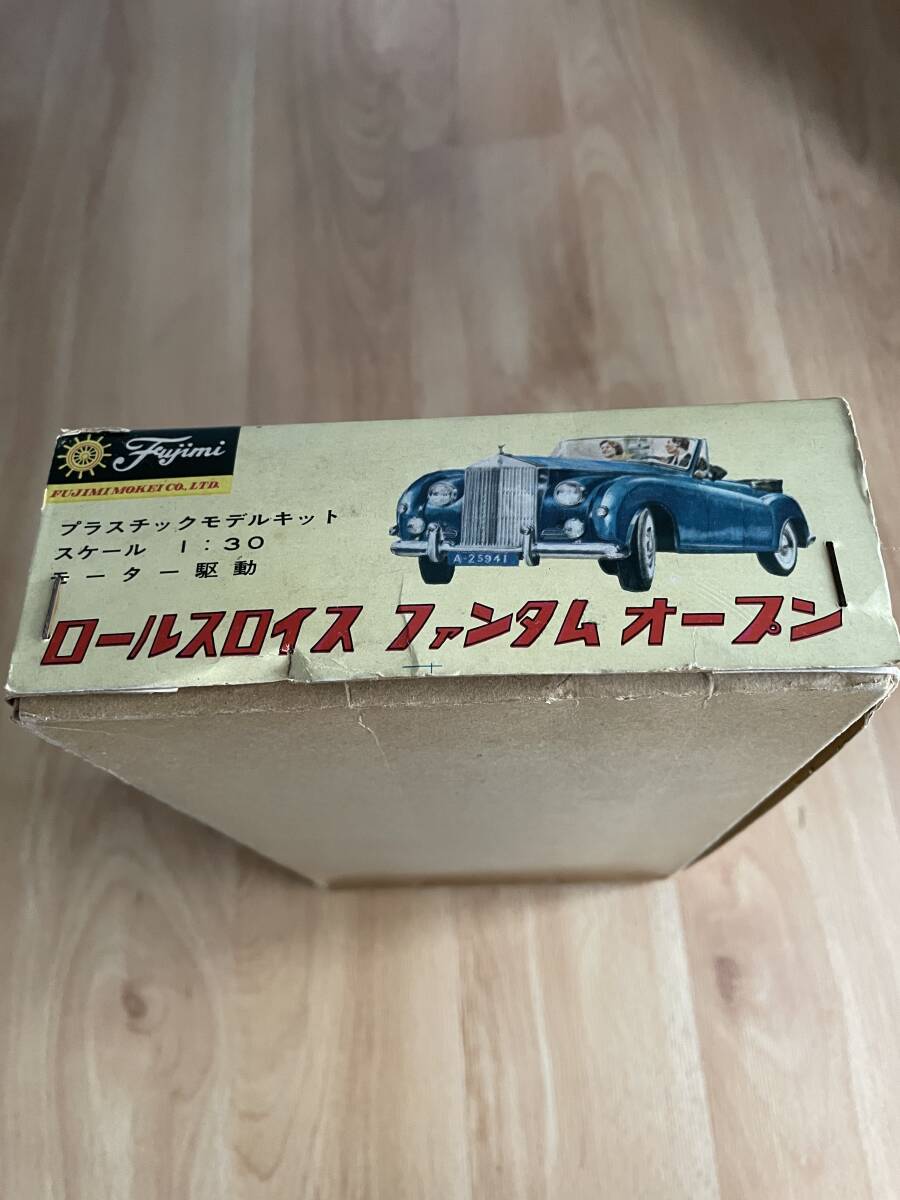 Fujimi
FUJIMI MOKEI CO., LTD.
プラスチックモデルキット
スケール 1:30
モーター駆動
A-25941
ロールスロイス ファンタム オープン